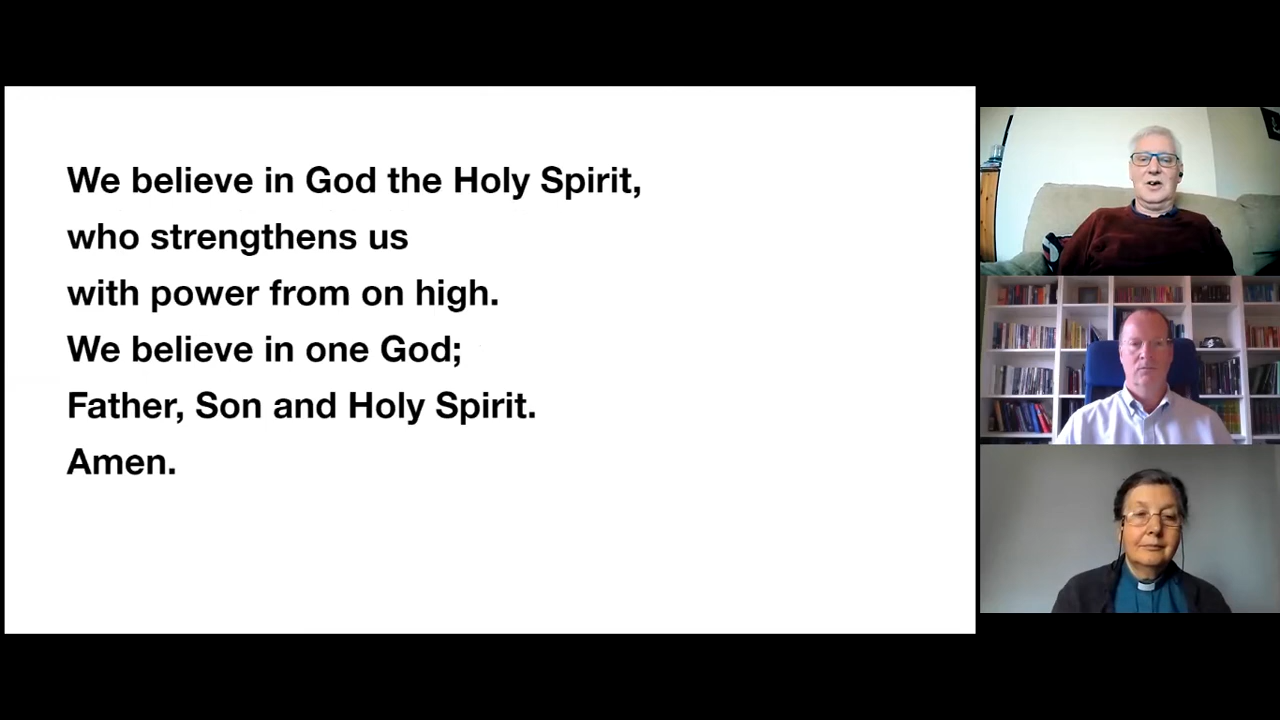 We believe in God the Holy Spirit,
who strengthens us
with power from on high.
We believe in one God;
Father, Son and Holy Spirit.
Amen.